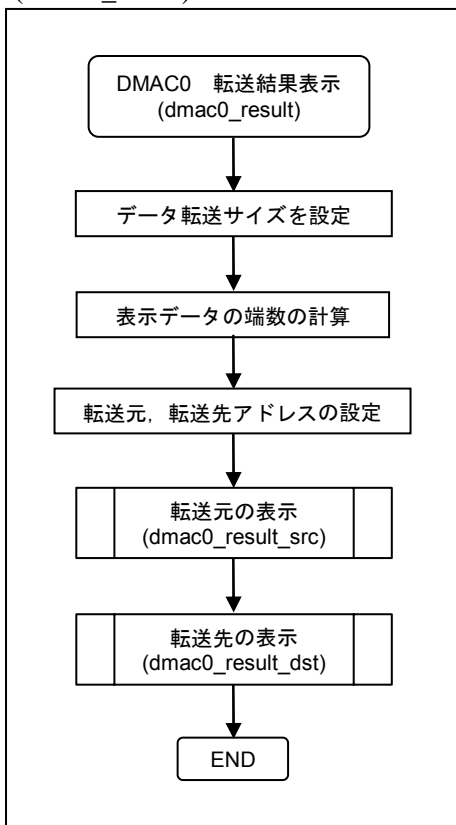 DMAC0 転送結果表示
(dmac0_result)
データ転送サイズを設定
表示データの端数の計算
転送元，転送先アドレスの設定
転送元の表示
(dmac0_result_src)
転送先の表示
(dmac0_result_dst)
END